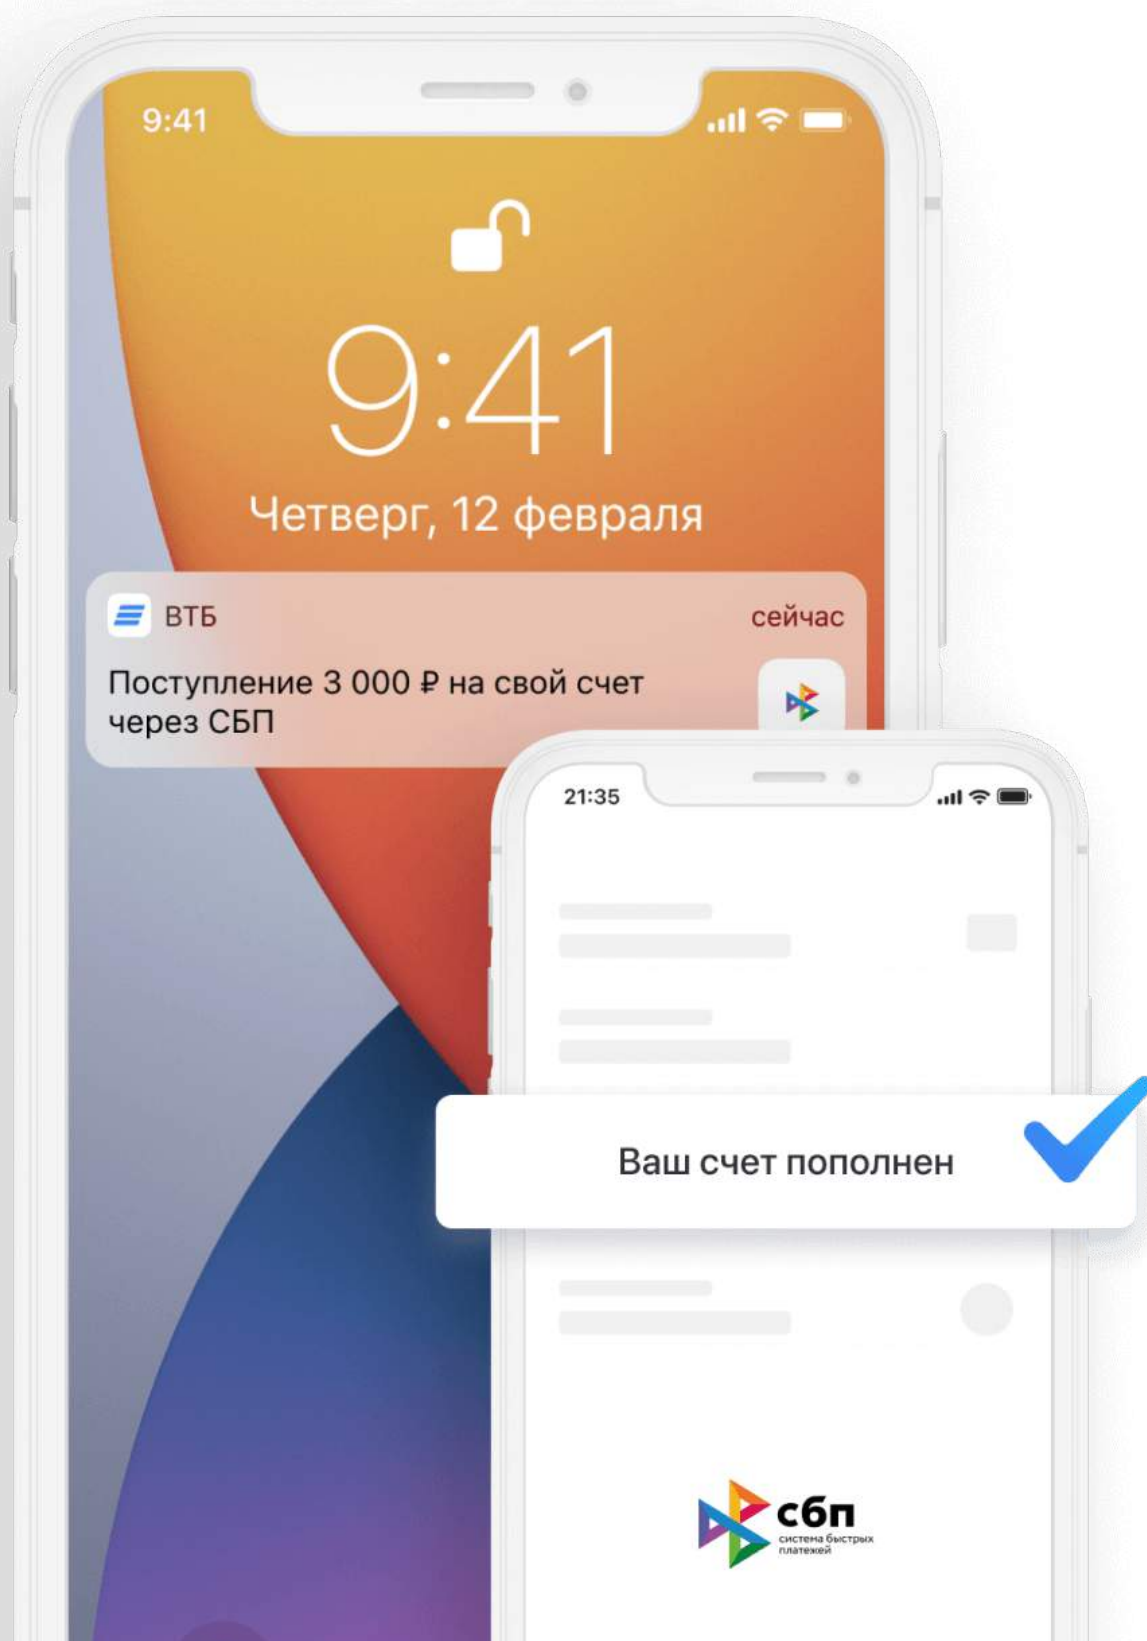 9:41
9:41
Четверг, 12 февраля
ВТБ
сейчас
Поступление 3 000 ₽ на свой счет
через СБП
21:35
Ваш счет пополнен
сбп
система быстрых
платежей